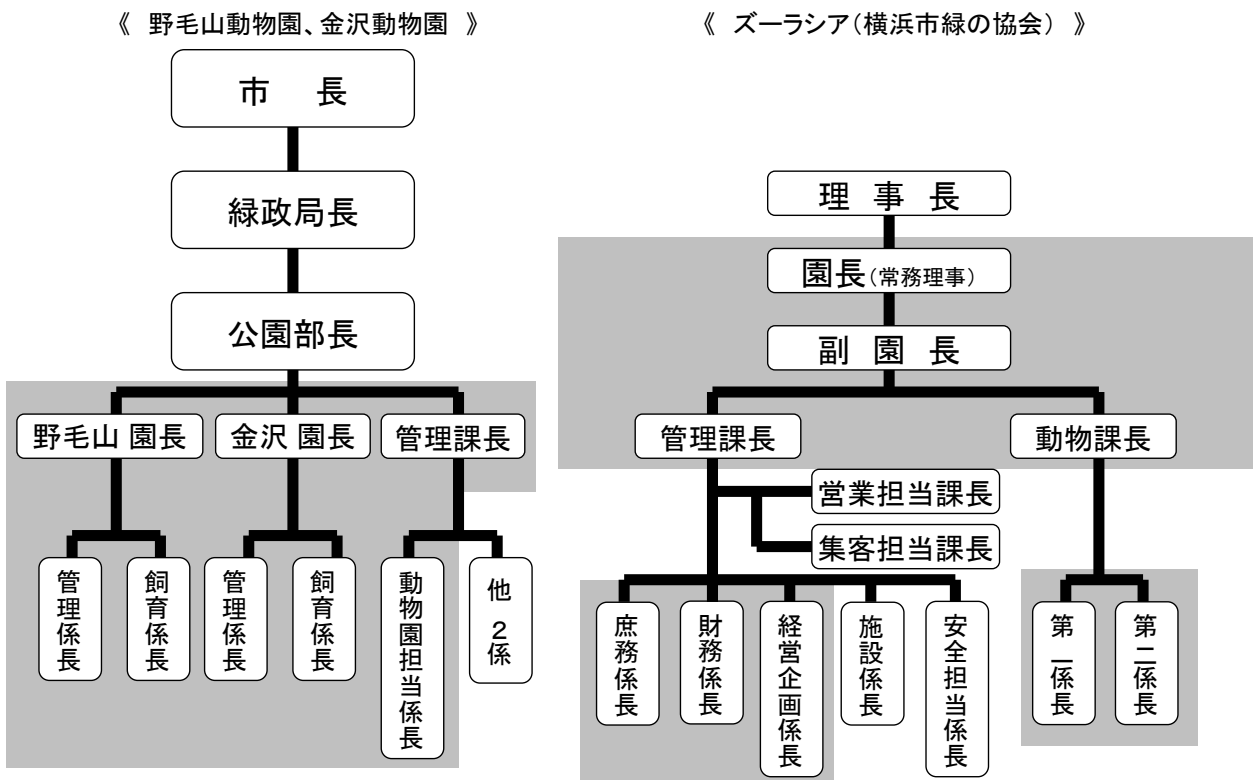 《 野毛山動物園、金沢動物園 》
市 長
緑政局長
公園部長
野毛山 園長
金沢 園長
管理課長
管理係長
飼育係長
管理係長
飼育係長
動物園担当係長
他 2係
《 ズーラシア(横浜市緑の協会) 》
理 事 長
園長(常務理事)
副 園 長
管理課長
動物課長
営業担当課長
集客担当課長
庶務係長
財務係長
経営企画係長
施設係長
安全担当係長
第一係長
第二係長